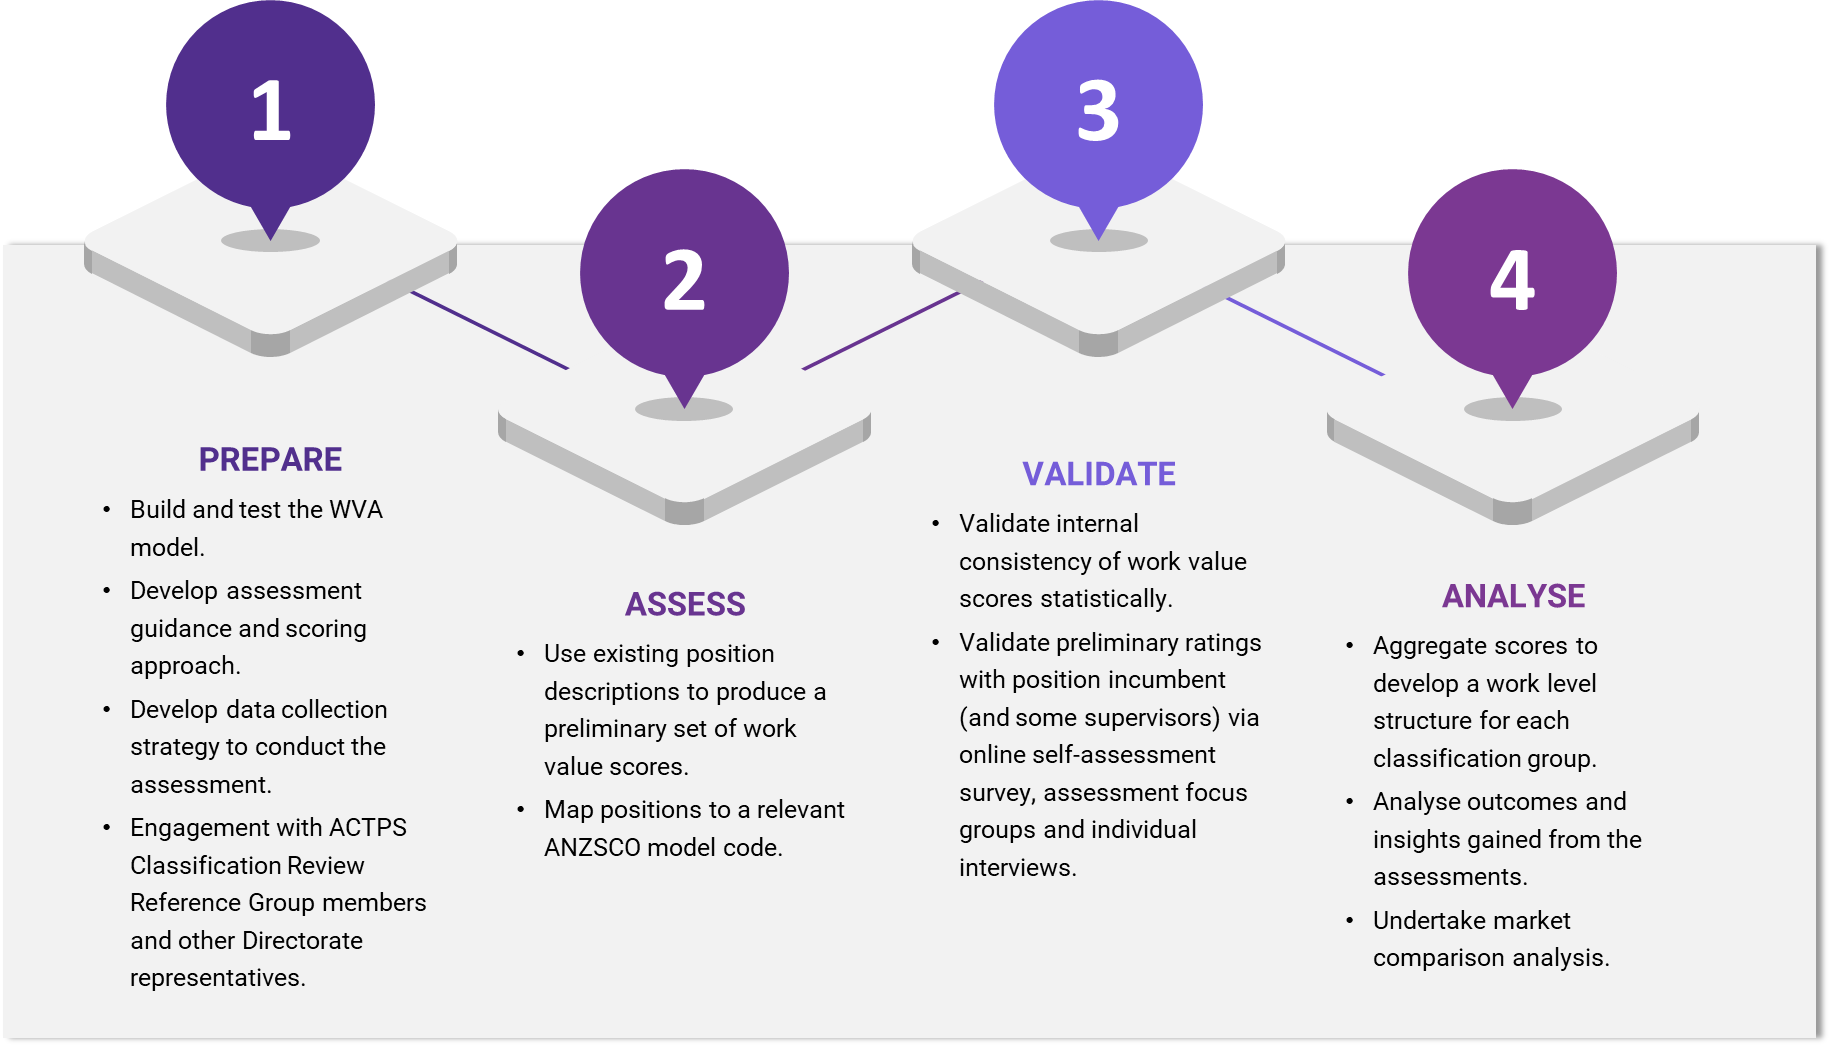 1
PREPARE
• Build and test the WVA
model.
• Develop assessment
guidance and scoring
approach.
• Develop data collection
strategy to conduct the
assessment.
• Engagement with ACTPS
Classification Review
Reference Group members
and other Directorate
representatives.
2
ASSESS
• Use existing position
descriptions to produce a
preliminary set of work
value scores.
• Map positions to a relevant
ANZSCO model code.
3
VALIDATE
• Validate internal
consistency of work value
scores statistically.
• Validate preliminary ratings
with position incumbent
(and some supervisors) via
online self-assessment
survey, assessment focus
groups and individual
interviews.
4
ANALYSE
• Aggregate scores to
develop a work level
structure for each
classification group.
• Analyse outcomes and
insights gained from the
assessments.
• Undertake market
comparison analysis.